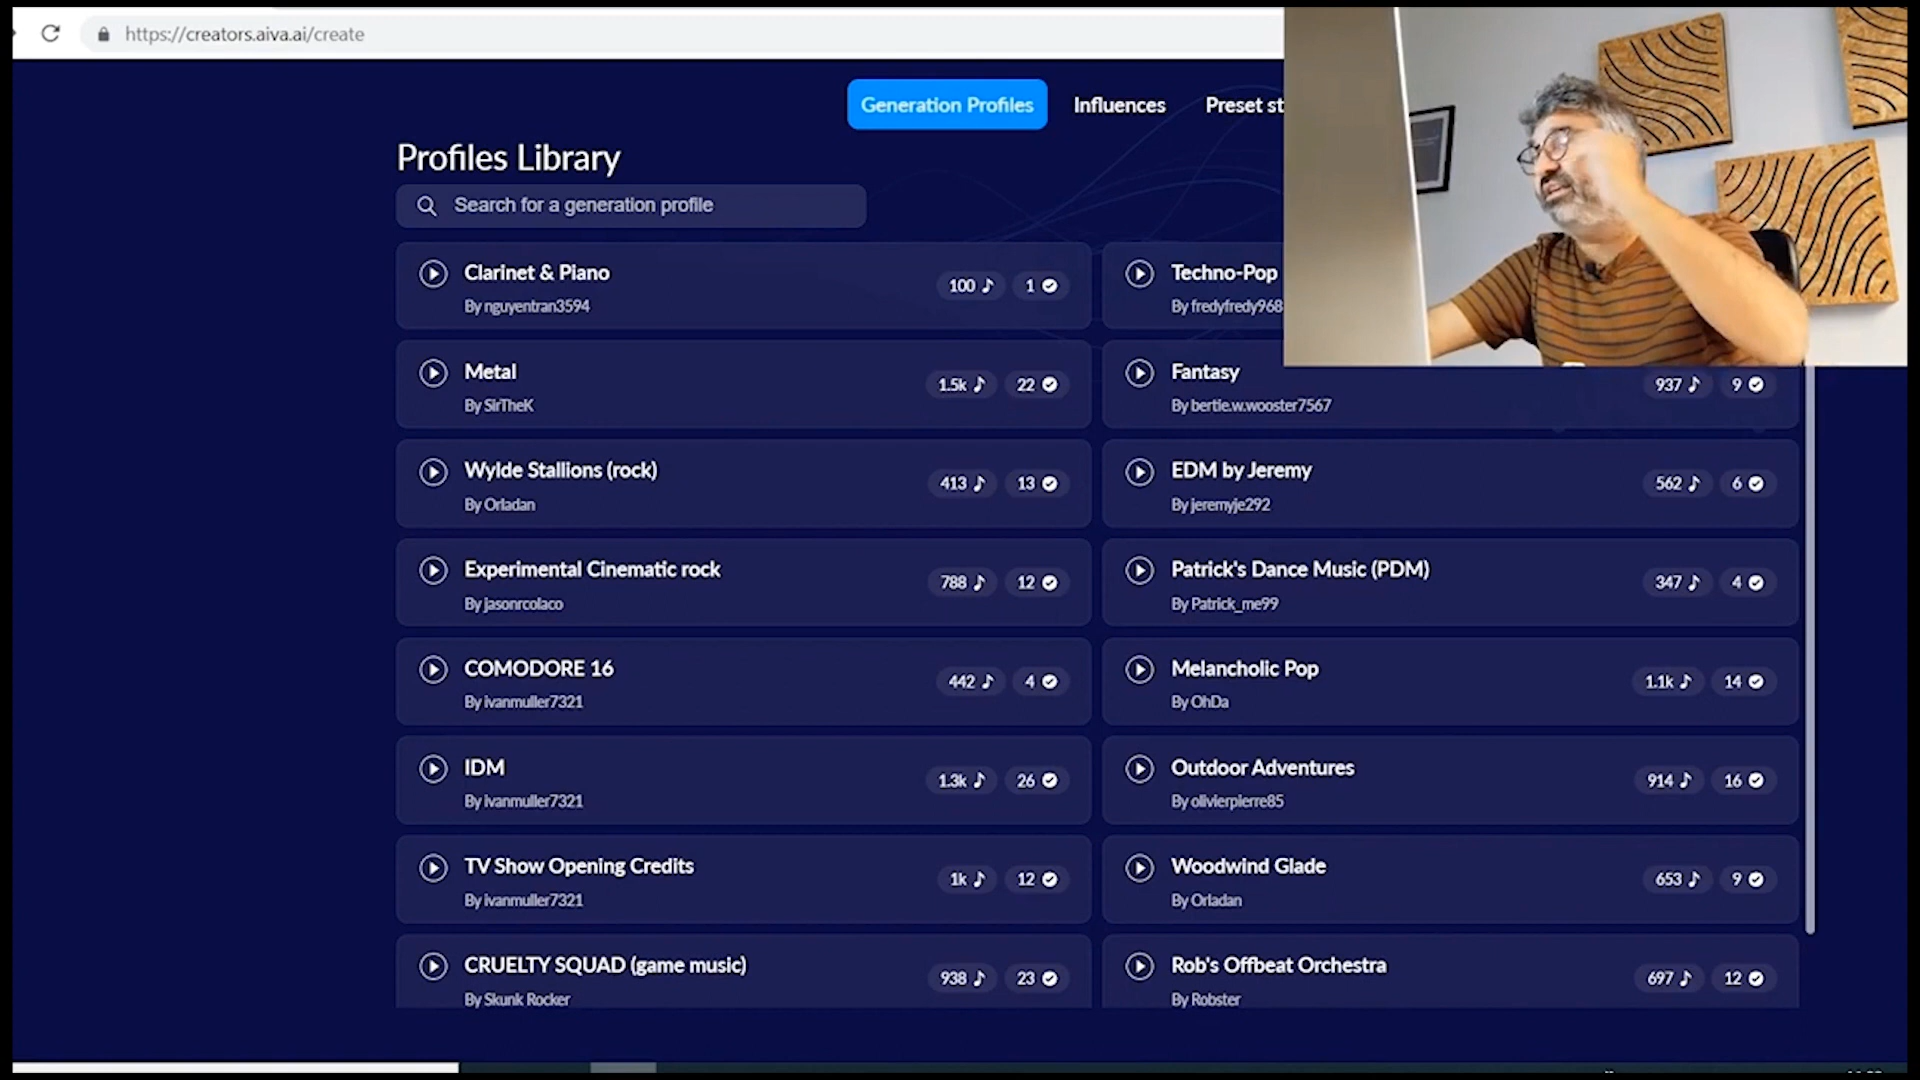 https://creators.aiva.ai/create
Generation Profiles
Influences
Preset st
Profiles Library
Search for a generation profile
Clarinet & Piano
By nguyentran3594
100
1
Techno-Pop
By fredyfredy968
Metal
By SirTheK
1.5k
22
Fantasy
By bertie.w.wooster7567
937
9
Wylde Stallions (rock)
By Orladan
413
13
EDM by Jeremy
By jeremyje292
562
6
Experimental Cinematic rock
By jasonrcolaco
788
12
Patrick's Dance Music (PDM)
By Patrick_me99
347
4
COMODORE 16
By ivanmuller7321
442
4
Melancholic Pop
By OhDa
1.1k
14
IDM
By ivanmuller7321
1.3k
26
Outdoor Adventures
By olivierpierre85
914
16
TV Show Opening Credits
By ivanmuller7321
1k
12
Woodwind Glade
By Orladan
653
9
CRUELTY SQUAD (game music)
By Skunk Rocker
938
23
Rob's Offbeat Orchestra
By Robster
697
12